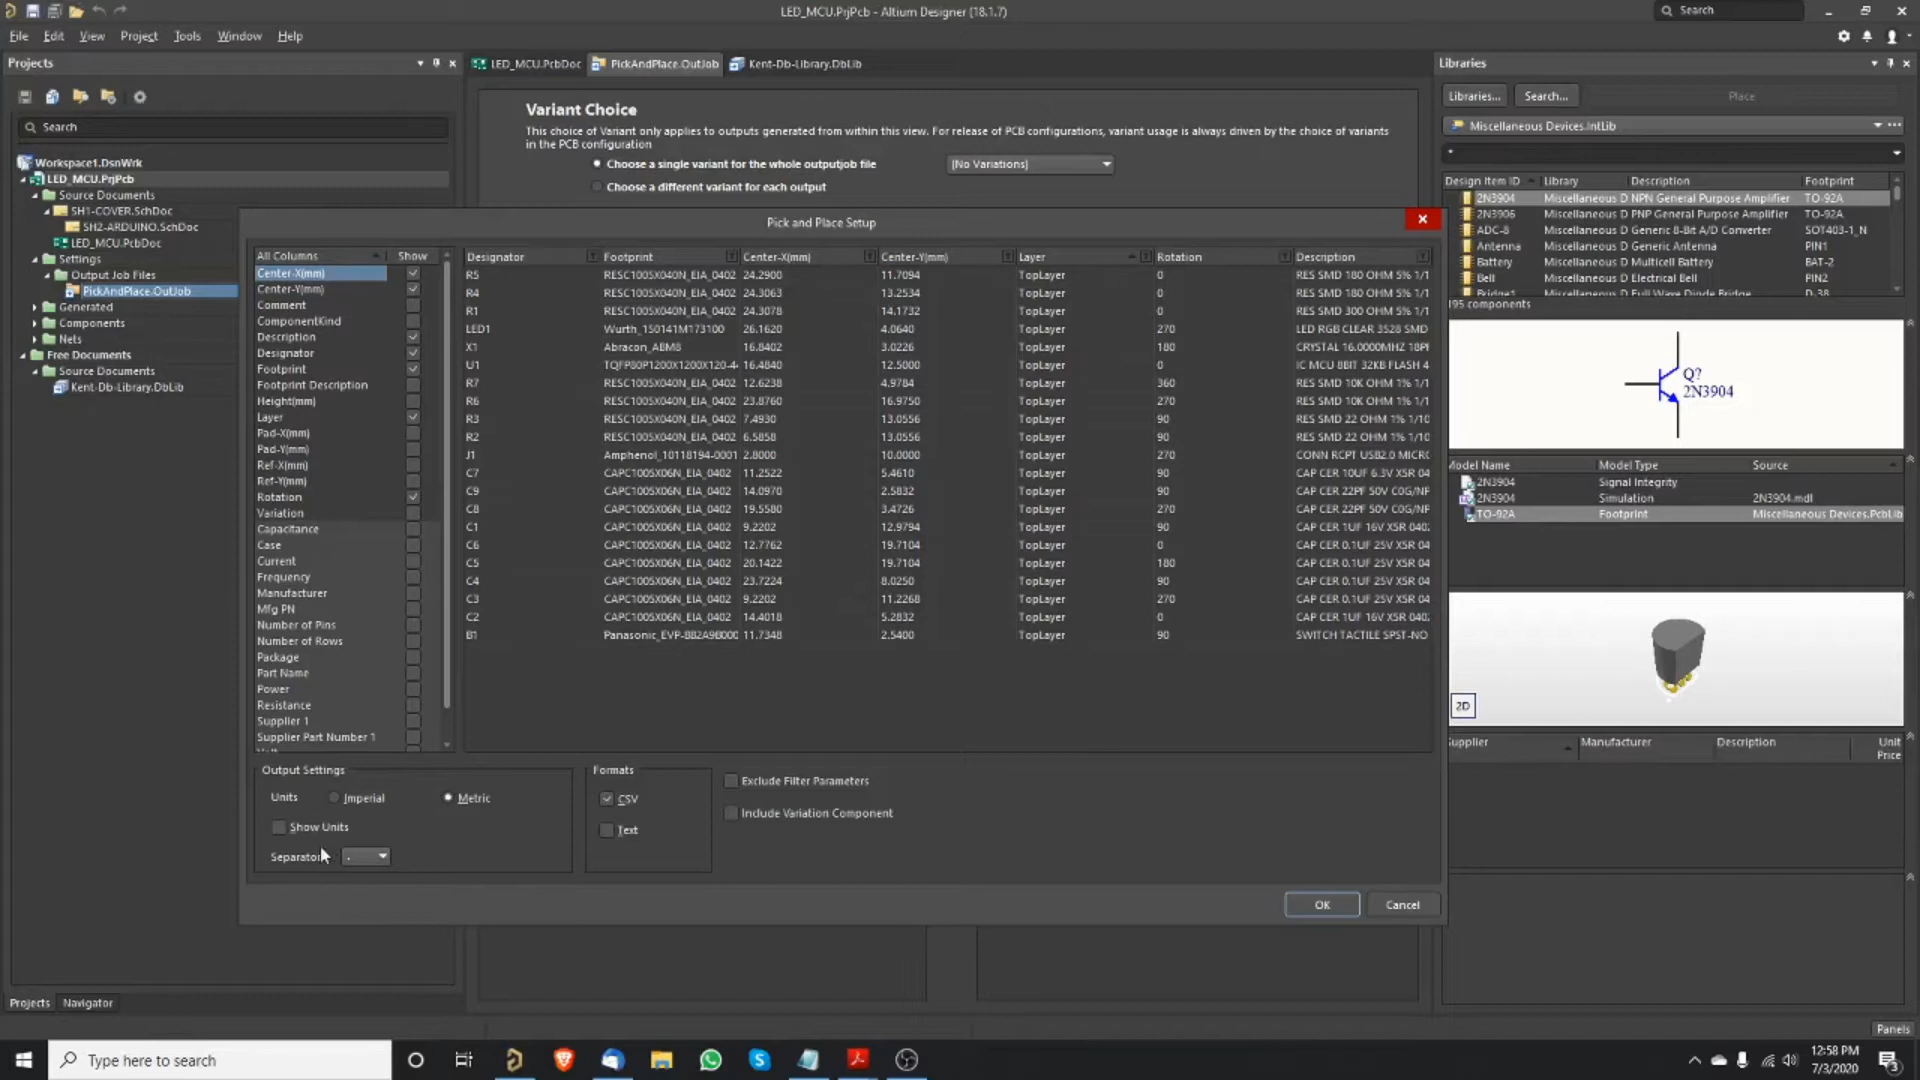 LED_MCU.PrjPcb - Altium Designer (18.1.7)
Search
File Edit View Project Tools Window Help
Projects
LED_MCU.PcbDoc PickAndPlace.OutJob Kent-Db-Library.DbLib
Libraries
Search
Workspace1.DsnWrk
LED_MCU.PrjPcb
Source Documents
SH1-COVER.SchDoc
SH2-ARDUINO.SchDoc
LED_MCU.PcbDoc
Settings
Output Job Files
PickAndPlace.OutJob
Generated
Components
Nets
Free Documents
Source Documents
Kent-Db-Library.DbLib
Projects Navigator
Variant Choice
This choice of Variant only applies to outputs generated from within this view. For release of PCB configurations, variant usage is always driven by the choice of variants
in the PCB configuration
Choose a single variant for the whole outputjob file
[No Variations]
Choose a different variant for each output
Pick and Place Setup
All Columns Show
Center-X(mm)
Center-Y(mm)
Comment
ComponentKind
Description
Designator
Footprint
Footprint Description
Height(mm)
Layer
Pad-X(mm)
Pad-Y(mm)
Ref-X(mm)
Ref-Y(mm)
Rotation
Variation
Capacitance
Case
Current
Frequency
Manufacturer
Mfg PN
Number of Pins
Number of Rows
Package
Part Name
Power
Resistance
Supplier 1
Supplier Part Number 1
Designator Footprint Center-X(mm) Center-Y(mm) Layer Rotation Description
R5 RESC1005X040N_EIA_0402 24.2900 11.7094 TopLayer 0 RES SMD 180 OHM 5% 1/1
R4 RESC1005X040N_EIA_0402 24.3063 13.2534 TopLayer 0 RES SMD 180 OHM 5% 1/1
R1 RESC1005X040N_EIA_0402 24.3078 14.1732 TopLayer 0 RES SMD 300 OHM 5% 1/1
LED1 Wurth_150141M173100 26.1620 4.0640 TopLayer 270 LED RGB CLEAR 3528 SMD
X1 Abracon_ABM8 16.8402 3.0226 TopLayer 180 CRYSTAL 16.0000MHZ 18PF
U1 TQFP80P1200X1200X120-4 16.4840 12.5000 TopLayer 0 IC MCU 8BIT 32KB FLASH 4
R7 RESC1005X040N_EIA_0402 12.6238 4.9784 TopLayer 360 RES SMD 10K OHM 1% 1/1
R6 RESC1005X040N_EIA_0402 23.8760 16.9750 TopLayer 270 RES SMD 10K OHM 1% 1/1
R3 RESC1005X040N_EIA_0402 7.4930 13.0556 TopLayer 90 RES SMD 22 OHM 1% 1/10
R2 RESC1005X040N_EIA_0402 6.5858 13.0556 TopLayer 90 RES SMD 22 OHM 1% 1/10
J1 Amphenol_10118194-0001 2.8000 10.0000 TopLayer 270 CONN RCPT USB2.0 MICR
C7 CAPC1005X06N_EIA_0402 11.2522 5.4610 TopLayer 90 CAP CER 10UF 6.3V X5R 04
C9 CAPC1005X06N_EIA_0402 14.0970 2.5832 TopLayer 90 CAP CER 22PF 50V C0G/NP
C8 CAPC1005X06N_EIA_0402 19.5580 3.4726 TopLayer 270 CAP CER 22PF 50V C0G/NP
C1 CAPC1005X06N_EIA_0402 9.2202 12.9794 TopLayer 90 CAP CER 1UF 16V X5R 040
C6 CAPC1005X06N_EIA_0402 12.7762 19.7104 TopLayer 0 CAP CER 0.1UF 25V X5R 04
C5 CAPC1005X06N_EIA_0402 20.1422 19.7104 TopLayer 180 CAP CER 0.1UF 25V X5R 04
C4 CAPC1005X06N_EIA_0402 23.7224 8.0250 TopLayer 90 CAP CER 0.1UF 25V X5R 04
C3 CAPC1005X06N_EIA_0402 9.2202 11.2268 TopLayer 270 CAP CER 0.1UF 25V X5R 04
C2 CAPC1005X06N_EIA_0402 14.4018 5.2832 TopLayer 0 CAP CER 1UF 16V X5R 040
B1 Panasonic_EVP-BB2A9B000 11.7348 2.5400 TopLayer 90 SWITCH TACTILE SPST-NO
Output Settings
Units Imperial Metric
Show Units
Separator .
Formats
CSV
Text
Exclude Filter Parameters
Include Variation Component
OK Cancel
Libraries... Search... Place
Miscellaneous Devices.IntLib
*
Design Item ID Library Description Footprint
2N3904 Miscellaneous D NPN General Purpose Amplifier TO-92A
2N3906 Miscellaneous D PNP General Purpose Amplifier TO-92A
ADC-8 Miscellaneous D Generic 8-Bit A/D Converter SOT403-1_N
Antenna Miscellaneous D Generic Antenna PIN1
Battery Miscellaneous D Multicell Battery BAT-2
Bell Miscellaneous D Electrical Bell PIN2
Bridge1 Miscellaneous D Full Wave Diode Bridge D-38
195 components
Q?
2N3904
Model Name Model Type Source
2N3904 Signal Integrity
2N3904 Simulation 2N3904.mdl
TO-92A Footprint Miscellaneous Devices.PcbLib
2D
Supplier Manufacturer Description Unit Price
Panels
Type here to search
12:58 PM
7/3/2020
3